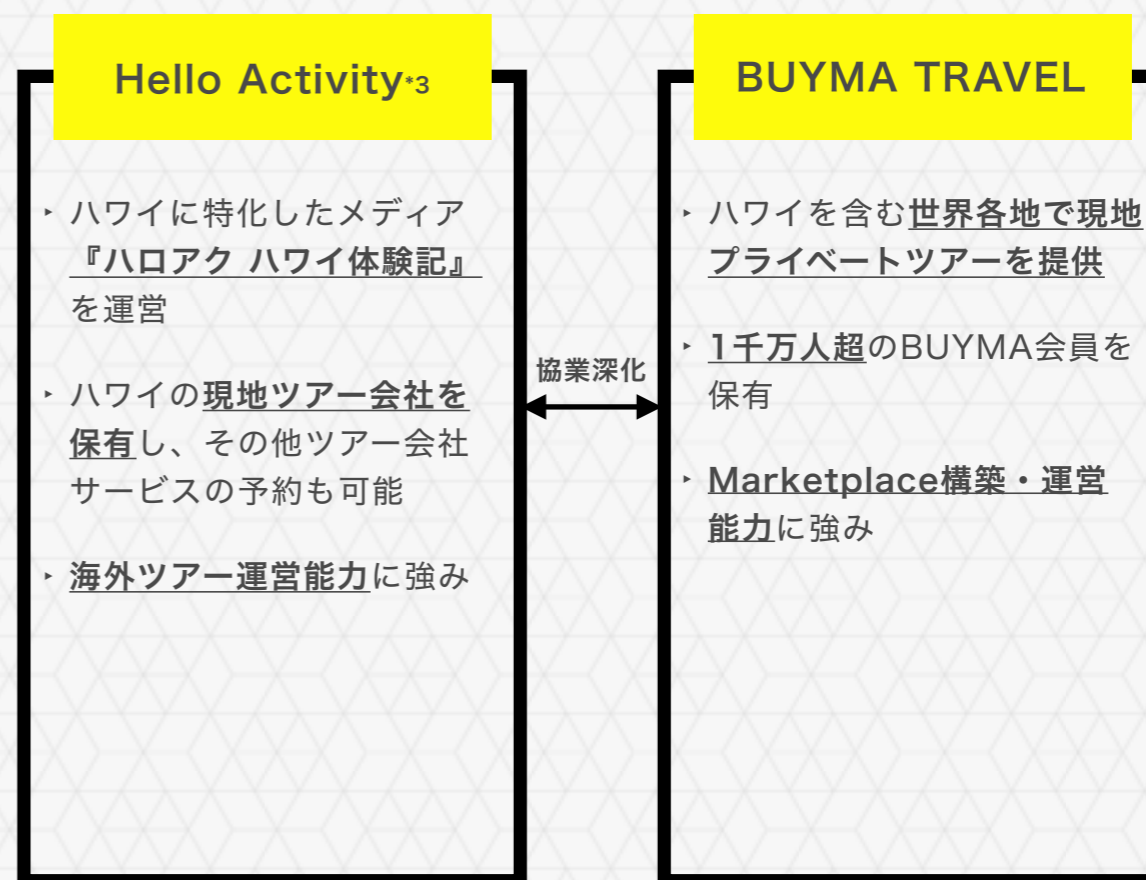 Hello Activity*3
‣ ハワイに特化したメディア
『ハロアク ハワイ体験記』
を運営
‣ ハワイの現地ツアー会社を
保有し、その他ツアー会社
サービスの予約も可能
‣ 海外ツアー運営能力に強み
協業深化
BUYMA TRAVEL
‣ ハワイを含む世界各地で現地
プライベートツアーを提供
‣ 1千万人超のBUYMA会員を
保有
‣ Marketplace構築・運営
能力に強み